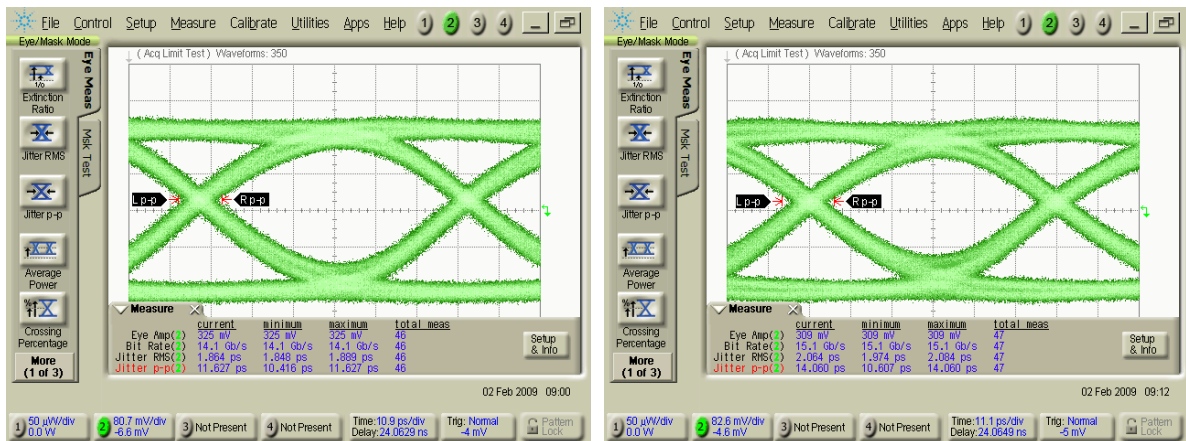 File Control Setup Measure Calibrate Utilities Apps Help 1 2 3 4
Eye/Mask Mode
( Acq Limit Test ) Waveforms: 350
Eye Meas
Msk Test
1/0
Extinction
Ratio
Jitter RMS
Jitter p-p
Average
Power
Crossing
Percentage
More
(1 of 3)
L p-p R p-p
Measure
current minimum maximum total meas
Eye Amp(2) 325 mV 325 mV 325 mV 46
Bit Rate(2) 14.1 Gb/s 14.1 Gb/s 14.1 Gb/s 46
Jitter RMS(2) 1.864 ps 1.848 ps 1.889 ps 46
Jitter p-p(2) 11.627 ps 10.416 ps 11.627 ps 46
Setup
& Info
02 Feb 2009 09:00
1) 50 µW/div
0.0 W
2) 80.7 mV/div
-6.6 mV
3) Not Present
4) Not Present
Time:10.9 ps/div
Delay:24.0629 ns
Trig: Normal
-4 mV
Pattern
Lock
File Control Setup Measure Calibrate Utilities Apps Help 1 2 3 4
Eye/Mask Mode
( Acq Limit Test ) Waveforms: 350
Eye Meas
Msk Test
1/0
Extinction
Ratio
Jitter RMS
Jitter p-p
Average
Power
Crossing
Percentage
More
(1 of 3)
L p-p R p-p
Measure
current minimum maximum total meas
Eye Amp(2) 309 mV 309 mV 309 mV 47
Bit Rate(2) 15.1 Gb/s 15.1 Gb/s 15.1 Gb/s 47
Jitter RMS(2) 2.064 ps 1.974 ps 2.084 ps 47
Jitter p-p(2) 14.060 ps 10.607 ps 14.060 ps 47
Setup
& Info
02 Feb 2009 09:12
1) 50 µW/div
0.0 W
2) 82.6 mV/div
-4.6 mV
3) Not Present
4) Not Present
Time:11.1 ps/div
Delay:24.0649 ns
Trig: Normal
-5 mV
Pattern
Lock